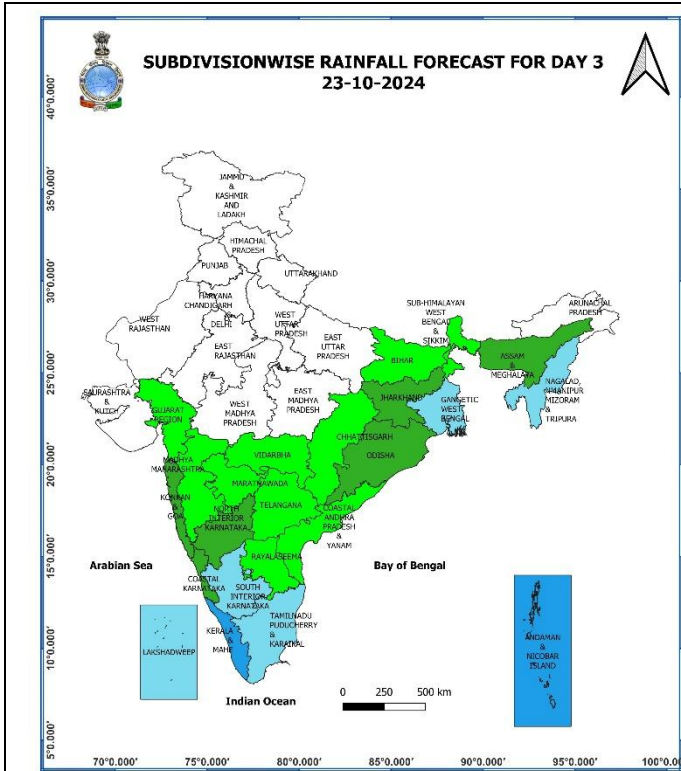 SUBDIVISIONWISE RAINFALL FORECAST FOR DAY 3
23-10-2024
40°0.000'
35°0.000'
30°0.000'
25°0.000'
20°0.000'
15°0.000'
10°0.000'
5°0.000'
JAMMU
&
KASHMIR
AND
LADAKH
HIMACHAL
PRADESH
PUNJAB
UTTARAKHAND
HARYANA
CHANDIGARH
&
DELHI
WEST
RAJASTHAN
WEST
UTTAR
PRADESH
EAST
RAJASTHAN
EAST
UTTAR
PRADESH
SUB-HIMALAYAN
WEST
BENGAL
&
SIKKIM
ARUNACHAL
PRADESH
BIHAR
ASSAM
&
MEGHALAYA
NAGALAD,
MANIPUR
MIZORAM
&
TRIPURA
SAURASHTRA
&
KUTCH
GUJARAT
REGION
WEST
MADHYA
PRADESH
EAST
MADHYA
PRADESH
JHARKHAND
GANGETIC
WEST
BENGAL
CHHATTISGARH
ODISHA
VIDARBHA
MADHYA
MAHARASHTRA
MARATHWADA
KONKAN
&
GOA
TELANGANA
NORTH
INTERIOR
KARNATAKA
COASTAL
ANDHRA
PRADESH
&
YANAM
RAYALASEEMA
Arabian Sea
Bay of Bengal
COASTAL
KARNATAKA
SOUTH
INTERIOR
KARNATAKA
TAMILNADU
PUDUCHERRY
&
KARAIKAL
KERALA
&
MAHE
LAKSHADWEEP
ANDAMAN
&
NICOBAR
ISLAND
Indian Ocean
0 250 500 km
70°0.000' 75°0.000' 80°0.000' 85°0.000' 90°0.000' 95°0.000' 100°0.0